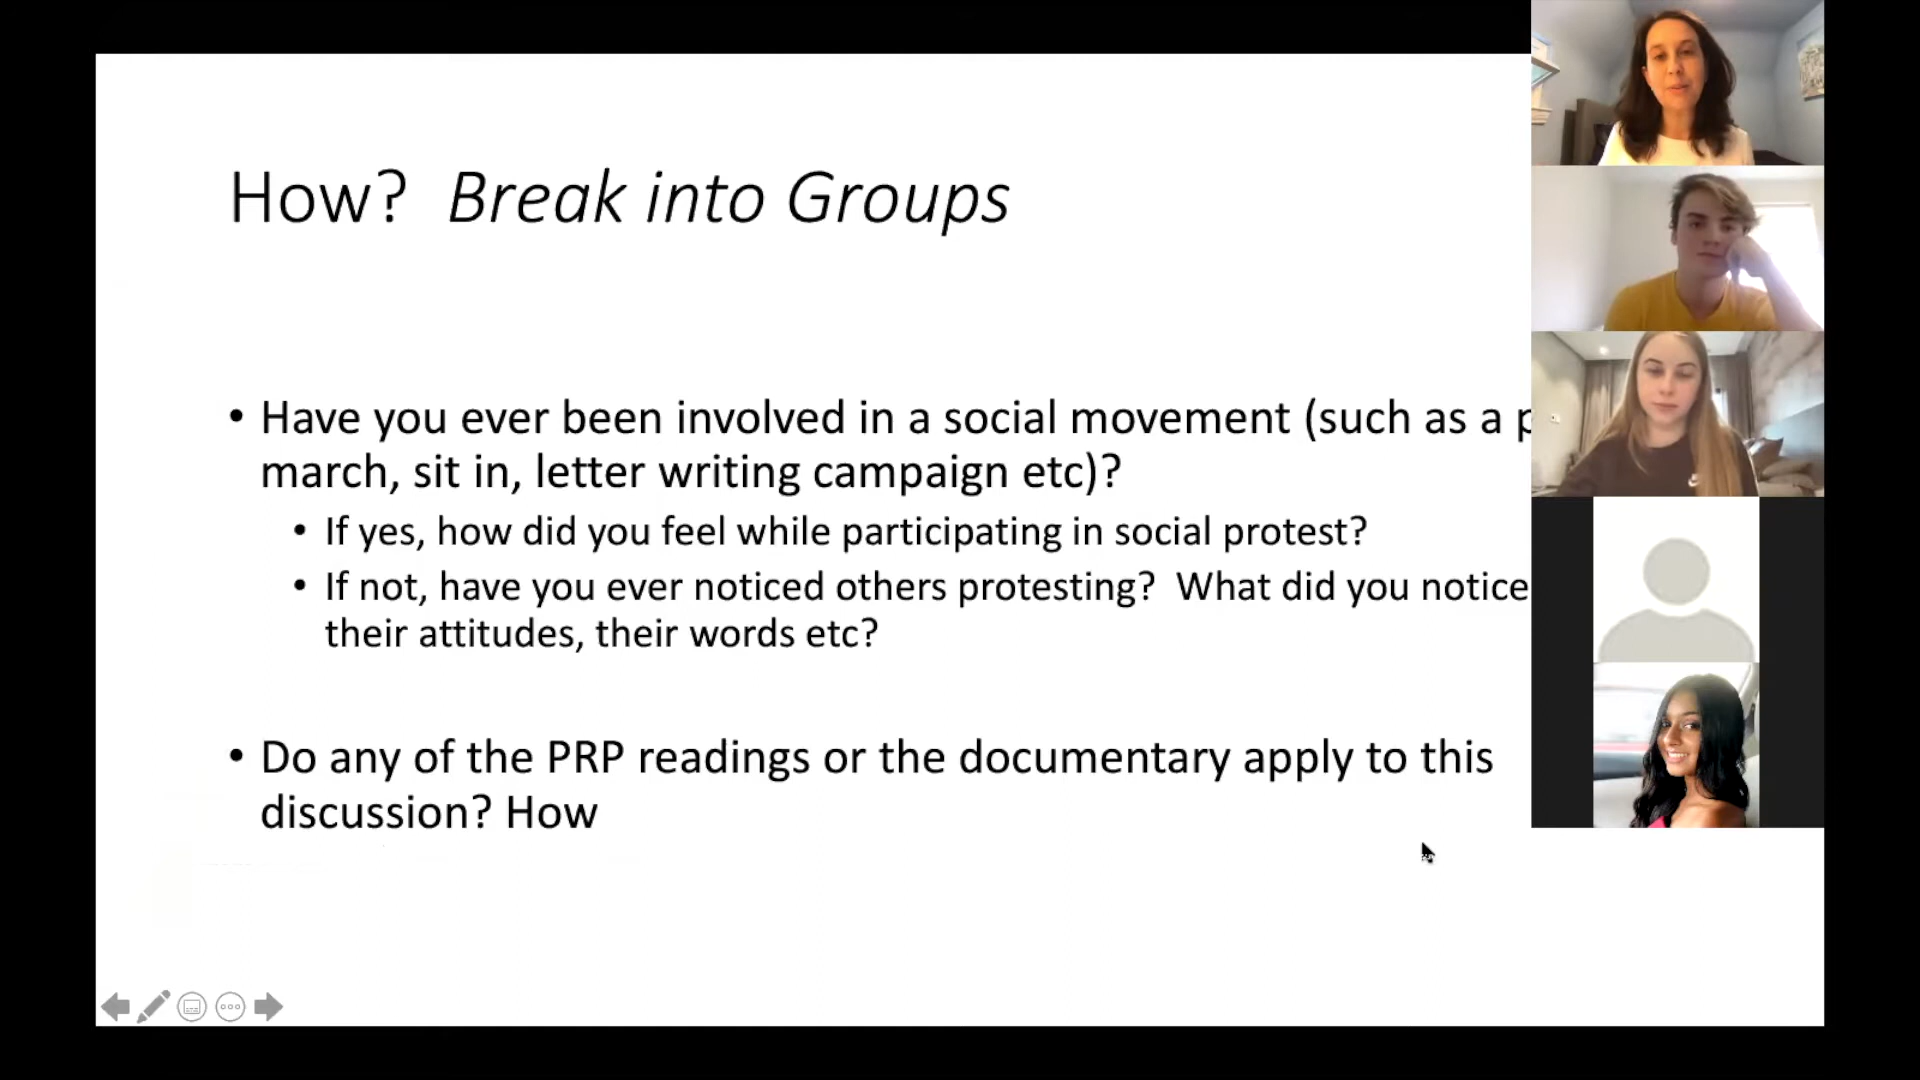 How? Break into Groups
• Have you ever been involved in a social movement (such as a p
march, sit in, letter writing campaign etc)?
• If yes, how did you feel while participating in social protest?
• If not, have you ever noticed others protesting? What did you notice
their attitudes, their words etc?
• Do any of the PRP readings or the documentary apply to this
discussion? How